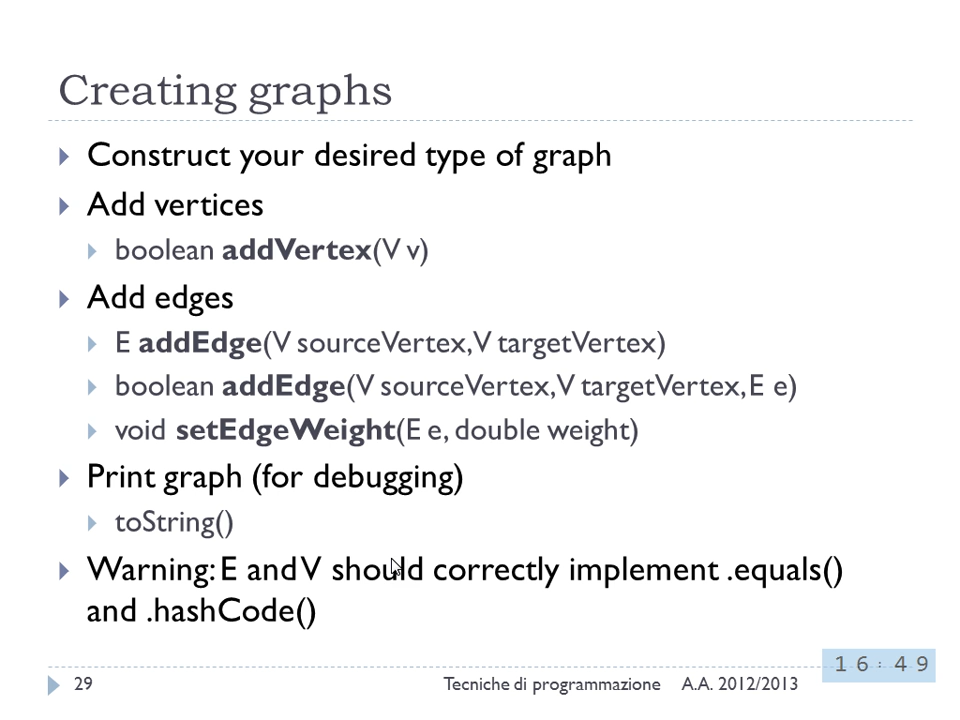 Creating graphs
Construct your desired type of graph
Add vertices
boolean addVertex(V v)
Add edges
E addEdge(V sourceVertex, V targetVertex)
boolean addEdge(V sourceVertex, V targetVertex, E e)
void setEdgeWeight(E e, double weight)
Print graph (for debugging)
toString()
Warning: E and V should correctly implement .equals()
and .hashCode()
16:49
29 Tecniche di programmazione A.A. 2012/2013